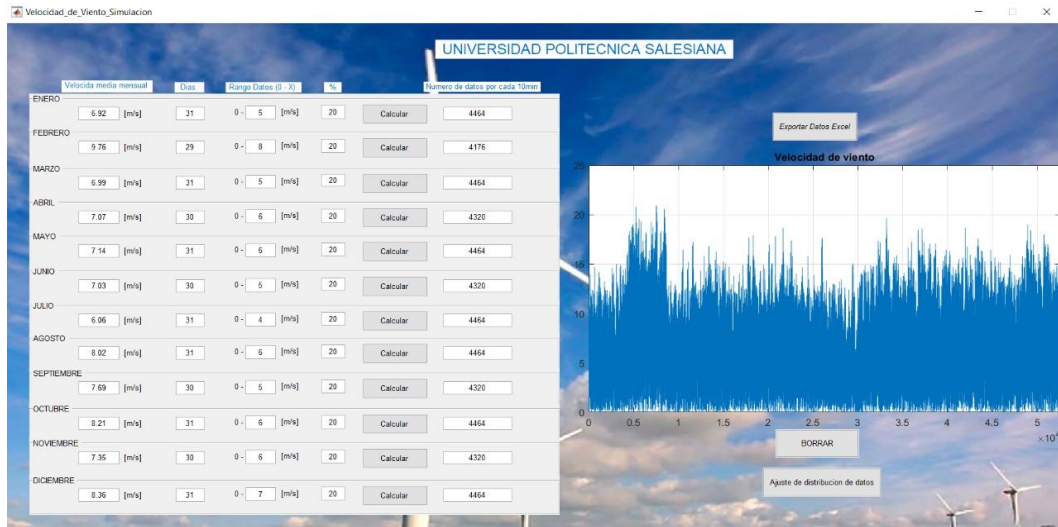 Velocidad_de_Viento_Simulacion
UNIVERSIDAD POLITECNICA SALESIANA
Velocida media mensual Dias Rango Datos (0 - X) % Numero de datos por cada 10min
ENERO
6.92 [m/s] 31 0 - 5 [m/s] 20 Calcular 4464
FEBRERO
9.76 [m/s] 29 0 - 8 [m/s] 20 Calcular 4176
MARZO
6.99 [m/s] 31 0 - 5 [m/s] 20 Calcular 4464
ABRIL
7.07 [m/s] 30 0 - 6 [m/s] 20 Calcular 4320
MAYO
7.14 [m/s] 31 0 - 6 [m/s] 20 Calcular 4464
JUNIO
7.03 [m/s] 30 0 - 5 [m/s] 20 Calcular 4320
JULIO
6.06 [m/s] 31 0 - 4 [m/s] 20 Calcular 4464
AGOSTO
8.02 [m/s] 31 0 - 6 [m/s] 20 Calcular 4464
SEPTIEMBRE
7.69 [m/s] 30 0 - 5 [m/s] 20 Calcular 4320
OCTUBRE
8.21 [m/s] 31 0 - 6 [m/s] 20 Calcular 4464
NOVIEMBRE
7.35 [m/s] 30 0 - 6 [m/s] 20 Calcular 4320
DICIEMBRE
8.36 [m/s] 31 0 - 7 [m/s] 20 Calcular 4464
Exportar Datos Excel
Velocidad de viento
25
20
15
10
5
0
0 0.5 1 1.5 2 2.5 3 3.5 4 4.5 5
×10
BORRAR
Ajuste de distribucion de datos